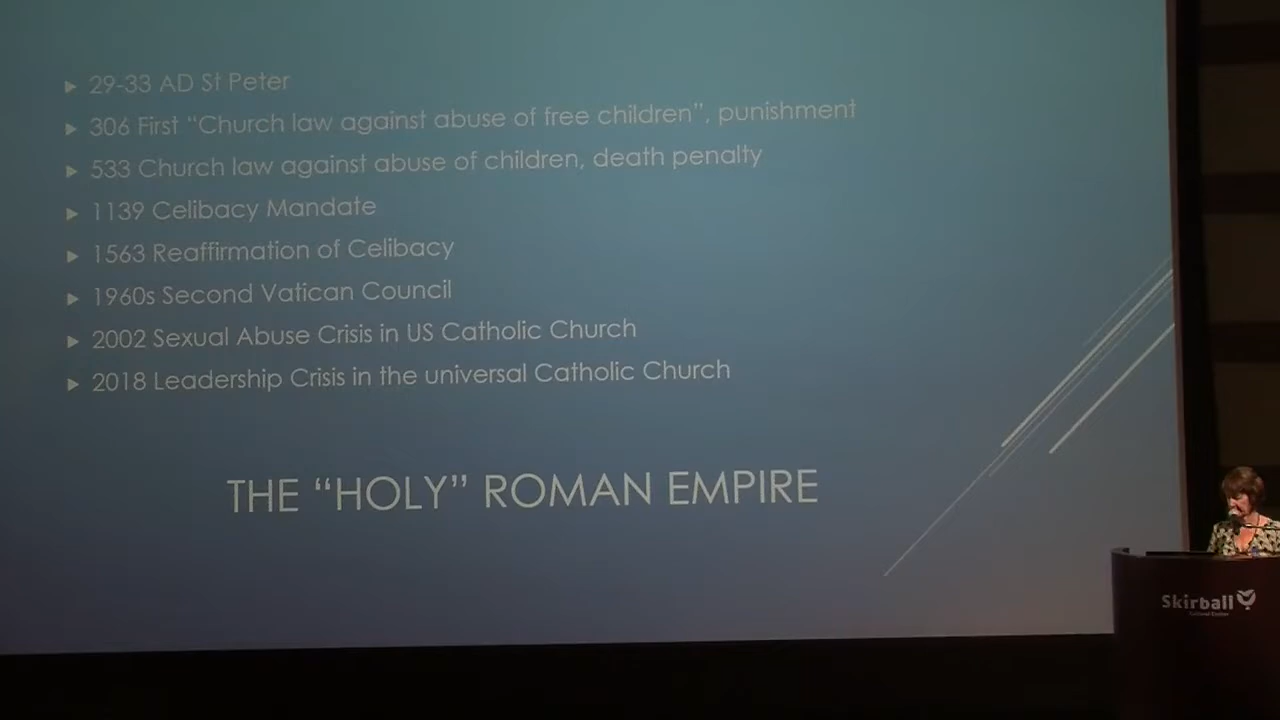 29-33 AD St Peter
306 First “Church law against abuse of free children”, punishment
533 Church law against abuse of children, death penalty
1139 Celibacy Mandate
1563 Reaffirmation of Celibacy
1960s Second Vatican Council
2002 Sexual Abuse Crisis in US Catholic Church
2018 Leadership Crisis in the universal Catholic Church
THE “HOLY” ROMAN EMPIRE
Skirball